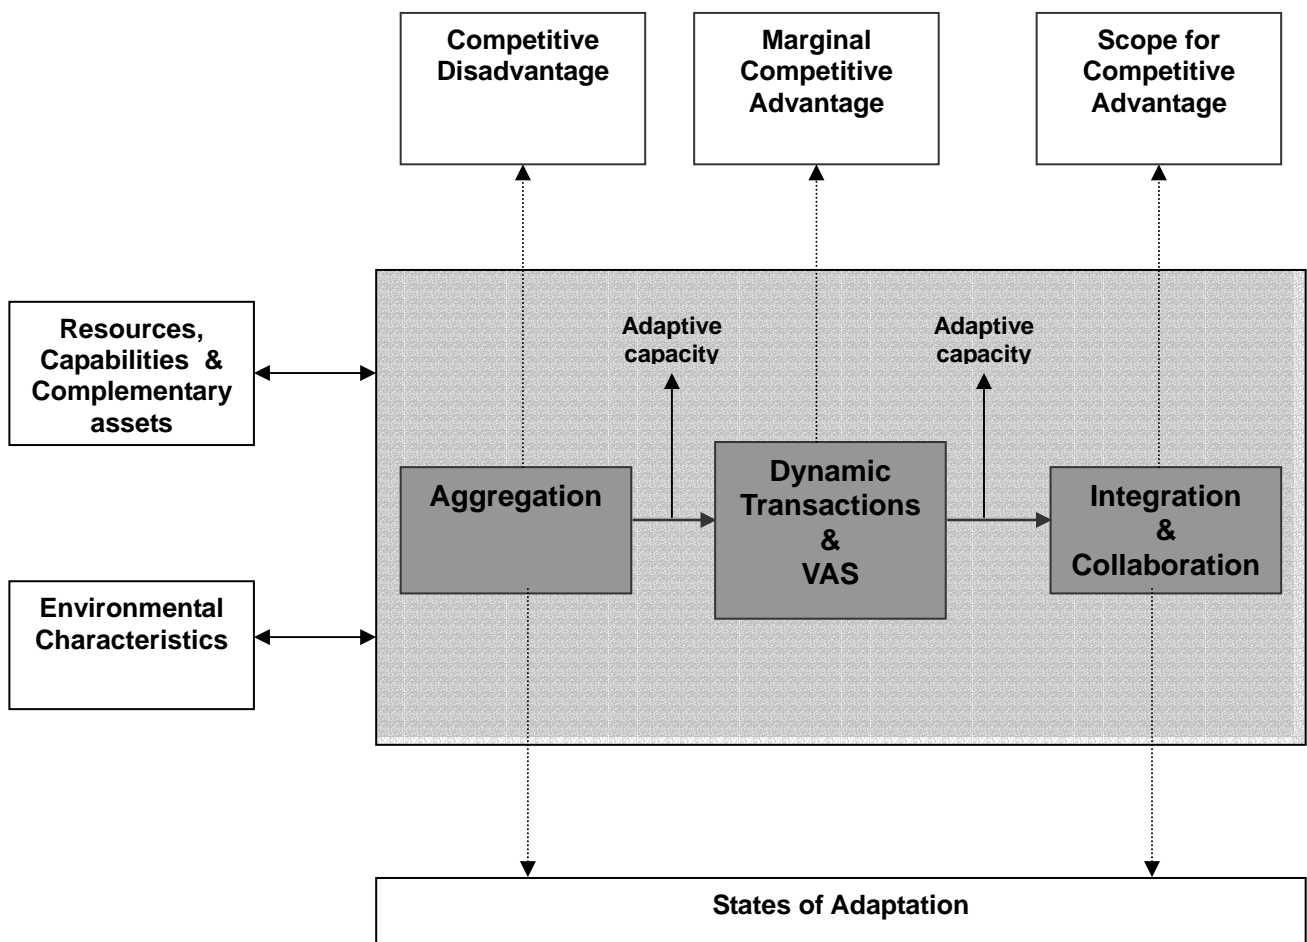 Competitive
Disadvantage
Marginal
Competitive
Advantage
Scope for
Competitive
Advantage
Resources,
Capabilities &
Complementary
assets
Adaptive
capacity
Adaptive
capacity
Aggregation
Dynamic
Transactions
&
VAS
Integration
&
Collaboration
Environmental
Characteristics
States of Adaptation